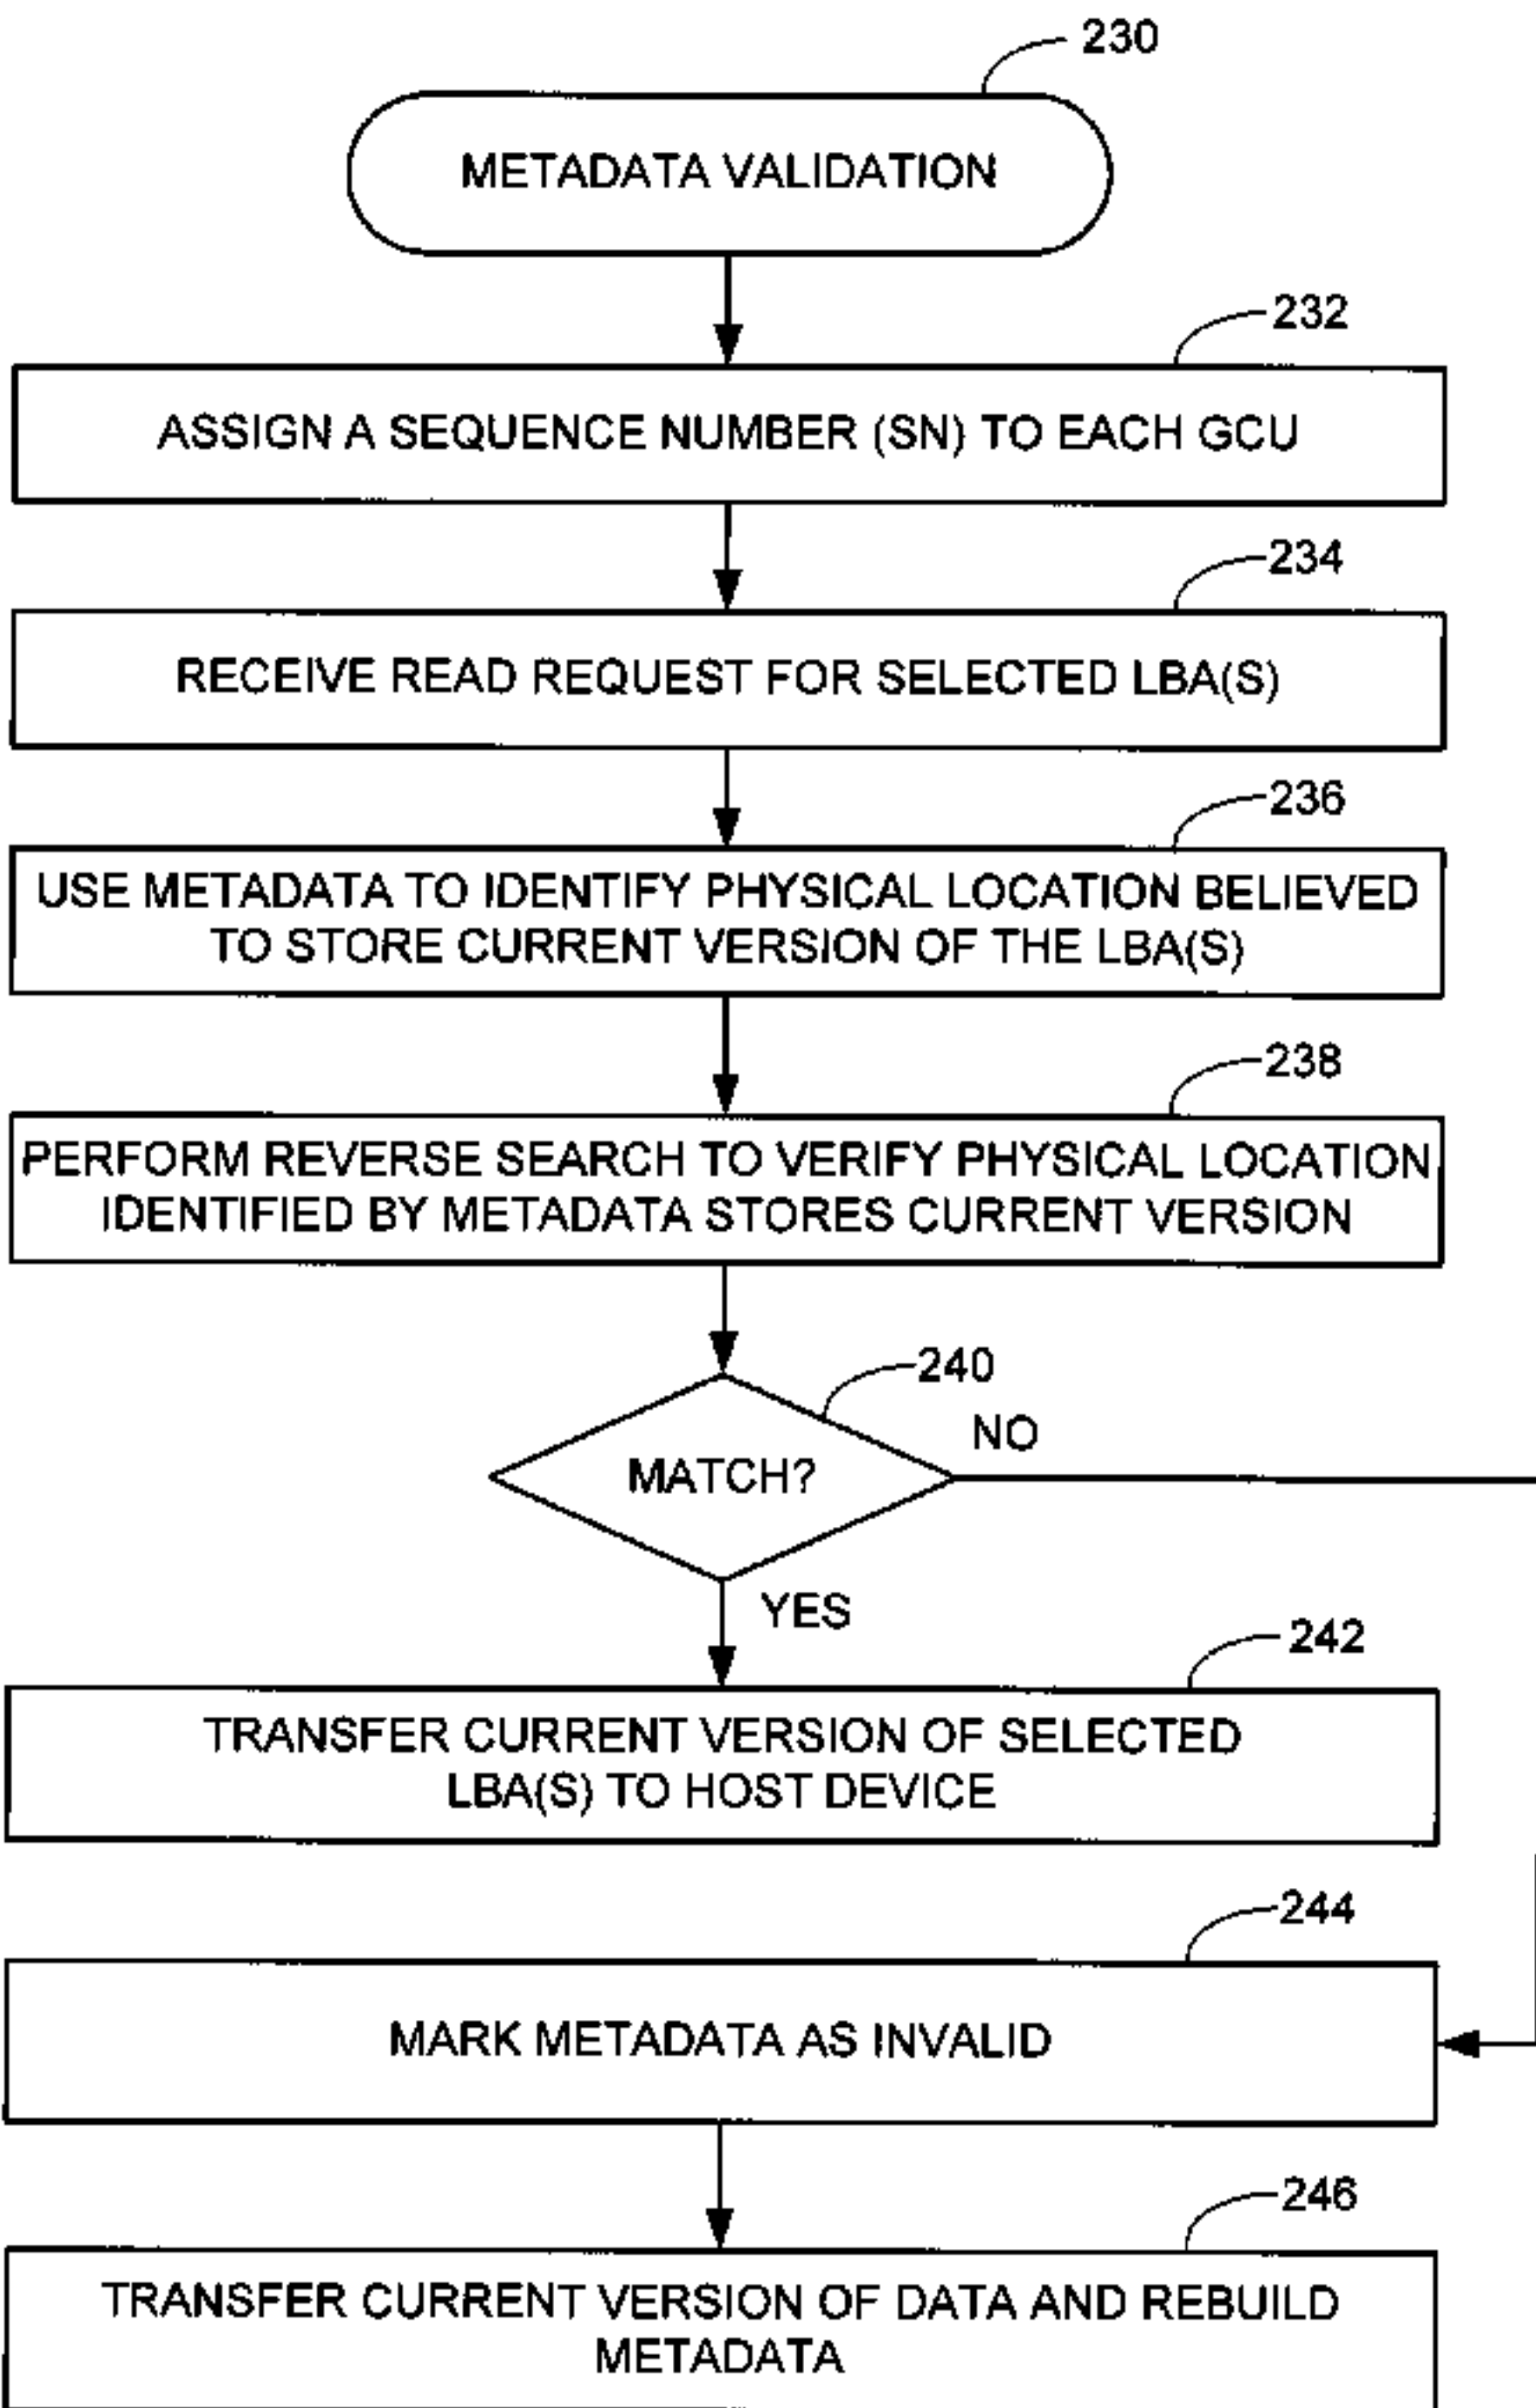 230
METADATA VALIDATION
232
ASSIGN A SEQUENCE NUMBER (SN) TO EACH GCU
234
RECEIVE READ REQUEST FOR SELECTED LBA(S)
236
USE METADATA TO IDENTIFY PHYSICAL LOCATION BELIEVED
TO STORE CURRENT VERSION OF THE LBA(S)
238
PERFORM REVERSE SEARCH TO VERIFY PHYSICAL LOCATION
IDENTIFIED BY METADATA STORES CURRENT VERSION
240
NO
MATCH?
YES
242
TRANSFER CURRENT VERSION OF SELECTED
LBA(S) TO HOST DEVICE
244
MARK METADATA AS INVALID
246
TRANSFER CURRENT VERSION OF DATA AND REBUILD
METADATA